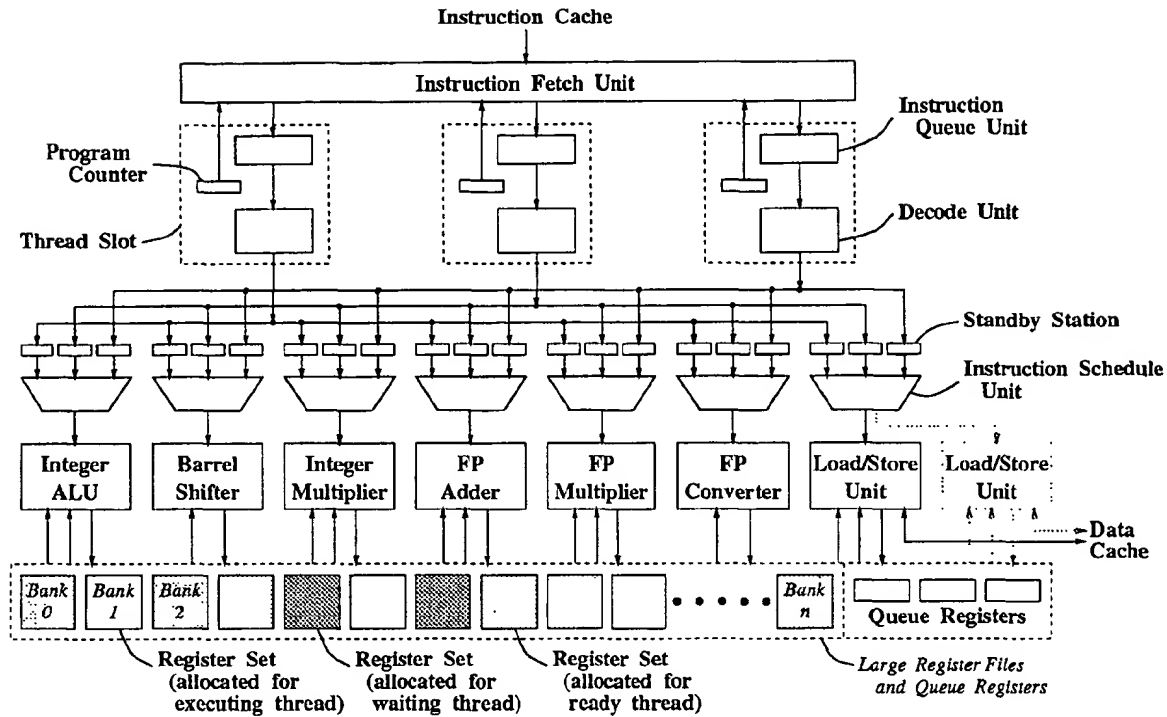 Instruction Cache
Instruction Fetch Unit
Instruction
Queue Unit
Program
Counter
Decode Unit
Thread Slot
Standby Station
Instruction Schedule
Unit
Integer
ALU
Barrel
Shifter
Integer
Multiplier
FP
Adder
FP
Multiplier
FP
Converter
Load/Store
Unit
Load/Store
Unit
Data
Cache
Bank
0
Bank
1
Bank
2
Bank
n
Queue Registers
Register Set
(allocated for
executing thread)
Register Set
(allocated for
waiting thread)
Register Set
(allocated for
ready thread)
Large Register Files
and Queue Registers